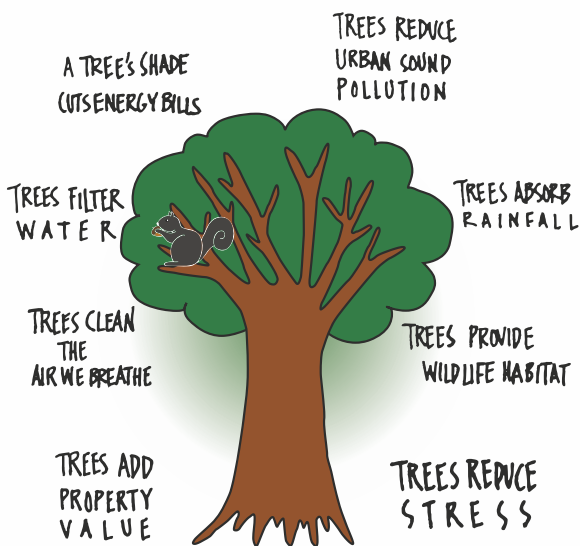 TREES REDUCE
URBAN SOUND
POLLUTION
A TREE'S SHADE
CUTS ENERGY BILLS
TREES FILTER
WATER
TREES ABSORB
RAINFALL
TREES CLEAN
THE
AIR WE BREATHE
TREES PROVIDE
WILDLIFE HABITAT
TREES ADD
PROPERTY
VALUE
TREES REDUCE
STRESS